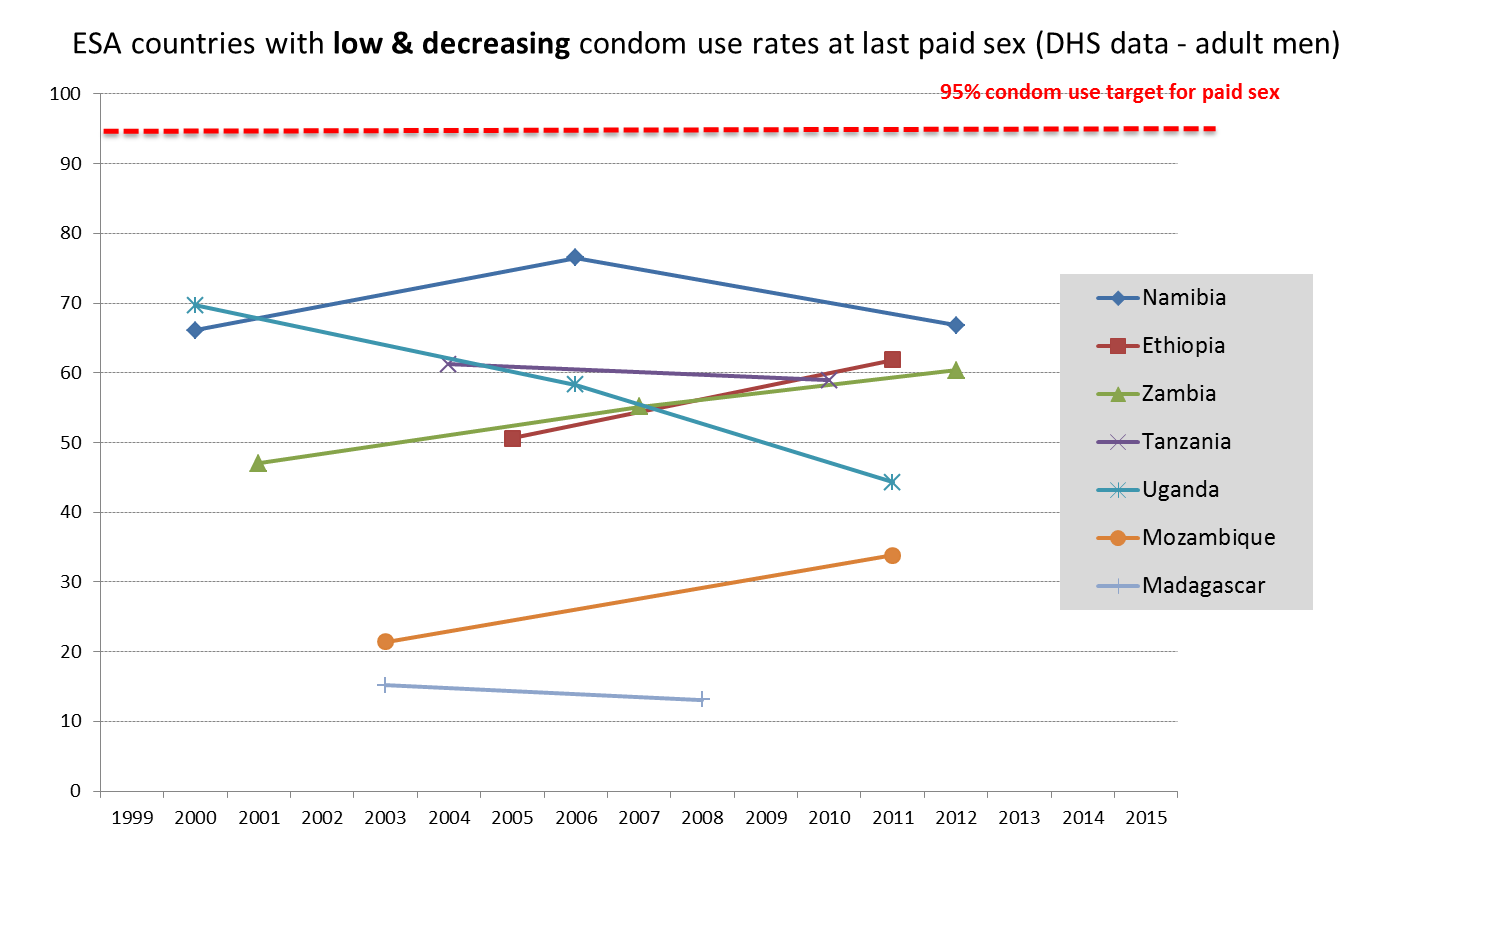 ESA countries with low & decreasing condom use rates at last paid sex (DHS data - adult men)
95% condom use target for paid sex
100
90
80
70
60
50
40
30
20
10
0
1999 2000 2001 2002 2003 2004 2005 2006 2007 2008 2009 2010 2011 2012 2013 2014 2015
Namibia
Ethiopia
Zambia
Tanzania
Uganda
Mozambique
Madagascar